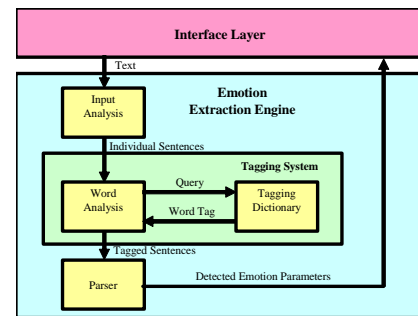 Interface Layer
Text
Emotion
Extraction Engine
Input
Analysis
Individual Sentences
Tagging System
Query
Word
Analysis
Tagging
Dictionary
Word Tag
Tagged Sentences
Parser
Detected Emotion Parameters